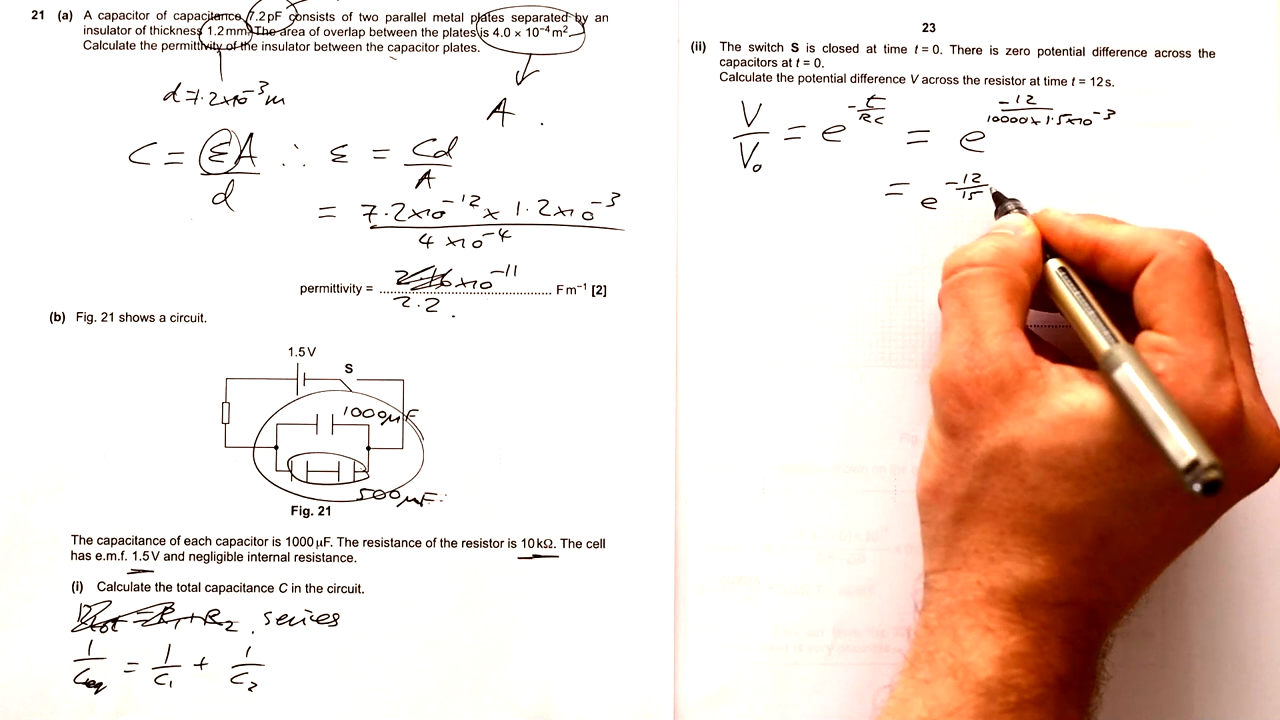 21 (a) A capacitor of capacitance 7.2 pF consists of two parallel metal plates separated by an
insulator of thickness 1.2 mm. The area of overlap between the plates is 4.0 × 10⁻⁴ m².
Calculate the permittivity of the insulator between the capacitor plates.
d=1.2×10⁻³m
A.
C = εA/d ∴ ε = Cd/A
= 7.2×10⁻¹² × 1.2×10⁻³ / 4×10⁻⁴
permittivity = 2.16×10⁻¹¹ F m⁻¹ [2]
2.2
(b) Fig. 21 shows a circuit.
1.5 V
S
1000μF
500μF
Fig. 21
The capacitance of each capacitor is 1000 μF. The resistance of the resistor is 10 kΩ. The cell
has e.m.f. 1.5 V and negligible internal resistance.
(i) Calculate the total capacitance C in the circuit.
R₁+R₂. series
1/Ceq = 1/C₁ + 1/C₂
23
(ii) The switch S is closed at time t = 0. There is zero potential difference across the
capacitors at t = 0.
Calculate the potential difference V across the resistor at time t = 12 s.
V/V₀ = e^(-t/RC) = e^(-12/10000×1.5×10⁻³)
= e^(-12/15)